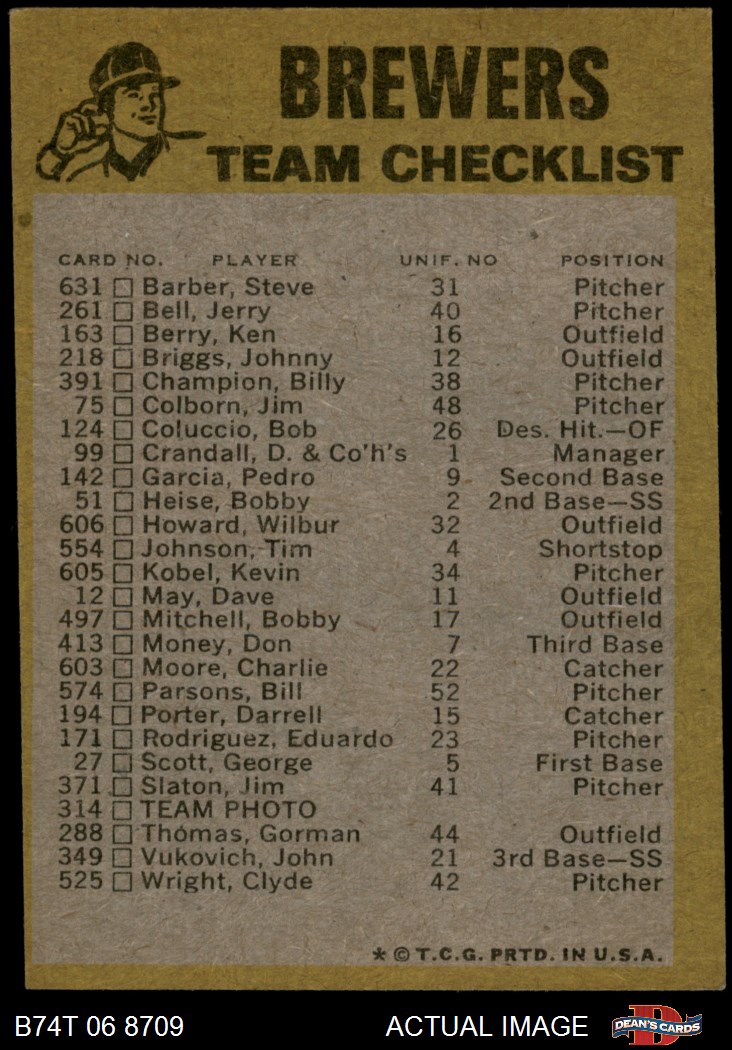 BREWERS
TEAM CHECKLIST
CARD NO. PLAYER UNIF. NO POSITION
631 Barber, Steve 31 Pitcher
261 Bell, Jerry 40 Pitcher
163 Berry, Ken 16 Outfield
218 Briggs, Johnny 12 Outfield
391 Champion, Billy 38 Pitcher
75 Colborn, Jim 48 Pitcher
124 Coluccio, Bob 26 Des. Hit.—OF
99 Crandall, D. & Co'h's 1 Manager
142 Garcia, Pedro 9 Second Base
51 Heise, Bobby 2 2nd Base—SS
606 Howard, Wilbur 32 Outfield
554 Johnson, Tim 4 Shortstop
605 Kobel, Kevin 34 Pitcher
12 May, Dave 11 Outfield
497 Mitchell, Bobby 17 Outfield
413 Money, Don 7 Third Base
603 Moore, Charlie 22 Catcher
574 Parsons, Bill 52 Pitcher
194 Porter, Darrell 15 Catcher
171 Rodriguez, Eduardo 23 Pitcher
27 Scott, George 5 First Base
371 Slaton, Jim 41 Pitcher
314 TEAM PHOTO
288 Thomas, Gorman 44 Outfield
349 Vukovich, John 21 3rd Base—SS
525 Wright, Clyde 42 Pitcher
* © T.C.G. PRTD. IN U.S.A.
B74T 06 8709 ACTUAL IMAGE D DEAN'S CARDS